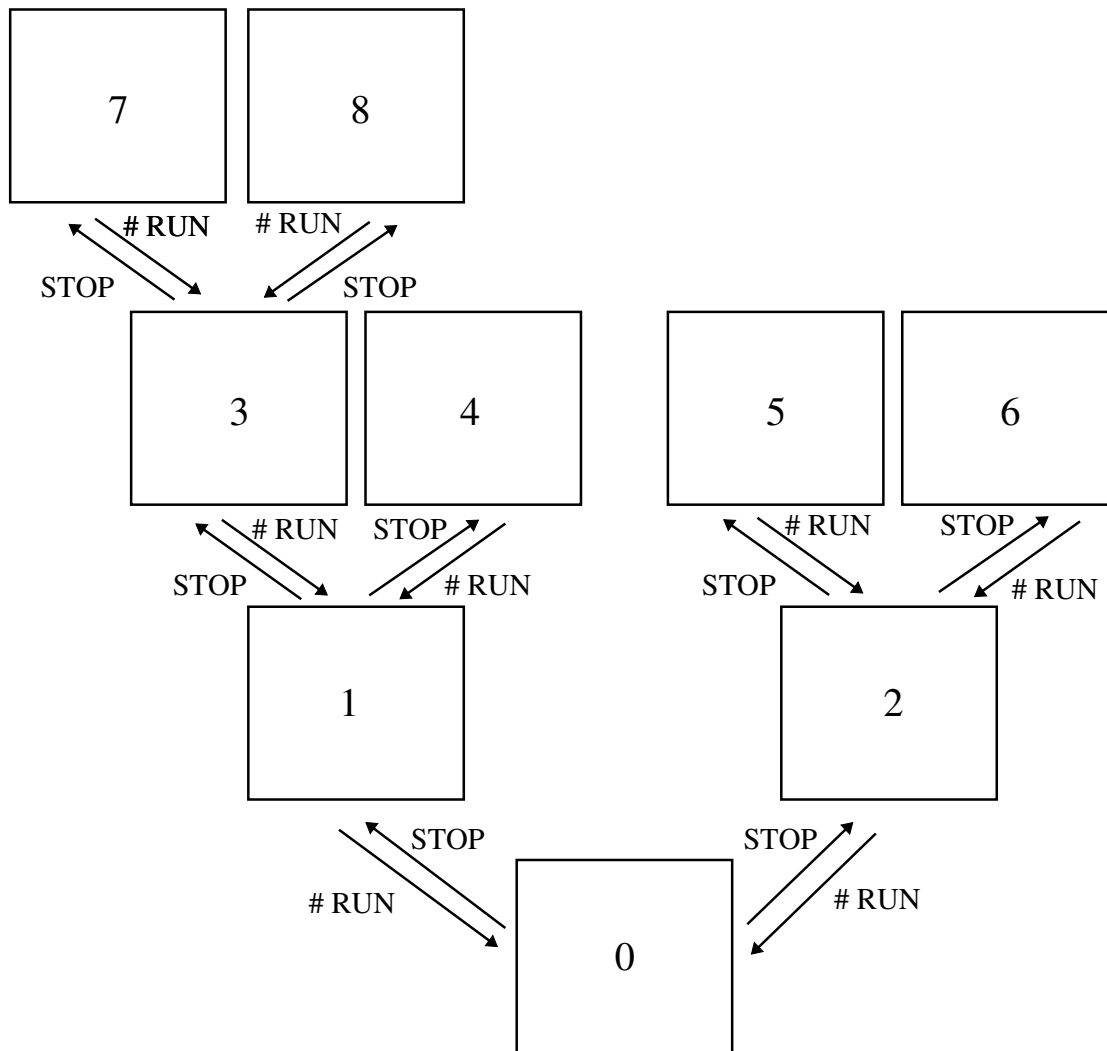 7 8
# RUN # RUN
STOP STOP
3 4 5 6
# RUN STOP # RUN STOP
STOP # RUN STOP # RUN
1 2
STOP STOP
# RUN # RUN
0